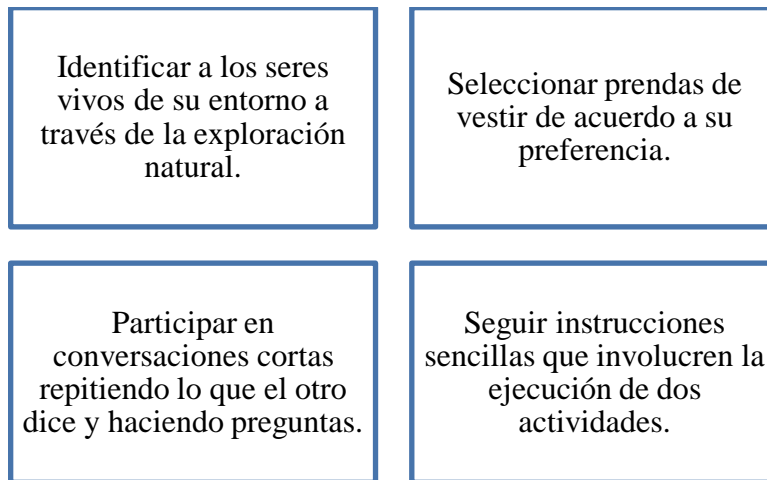 Identificar a los seres
vivos de su entorno a
través de la exploración
natural.
Seleccionar prendas de
vestir de acuerdo a su
preferencia.
Participar en
conversaciones cortas
repitiendo lo que el otro
dice y haciendo preguntas.
Seguir instrucciones
sencillas que involucren la
ejecución de dos
actividades.